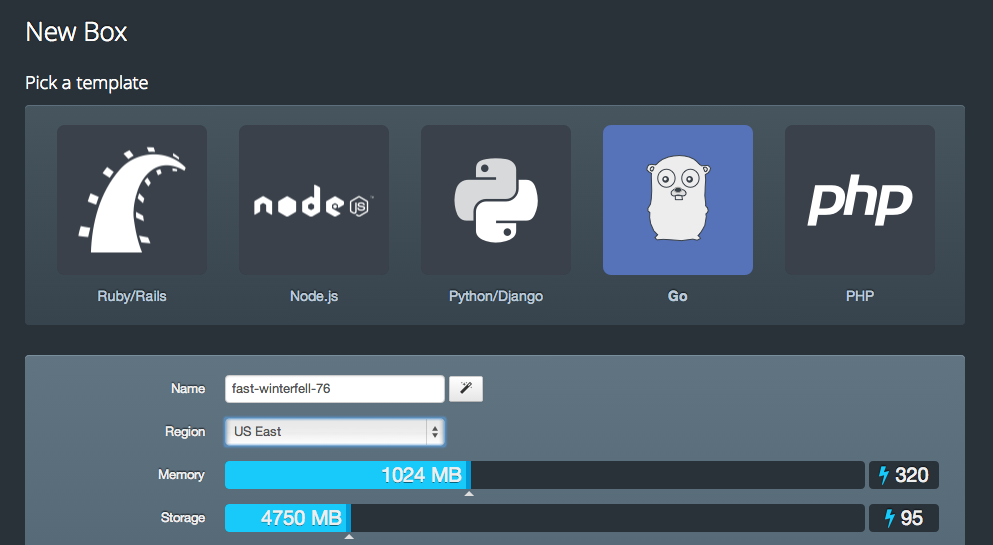 New Box
Pick a template
node JS ™
php
Ruby/Rails
Node.js
Python/Django
Go
PHP
Name fast-winterfell-76
Region US East
Memory 1024 MB 320
Storage 4750 MB 95